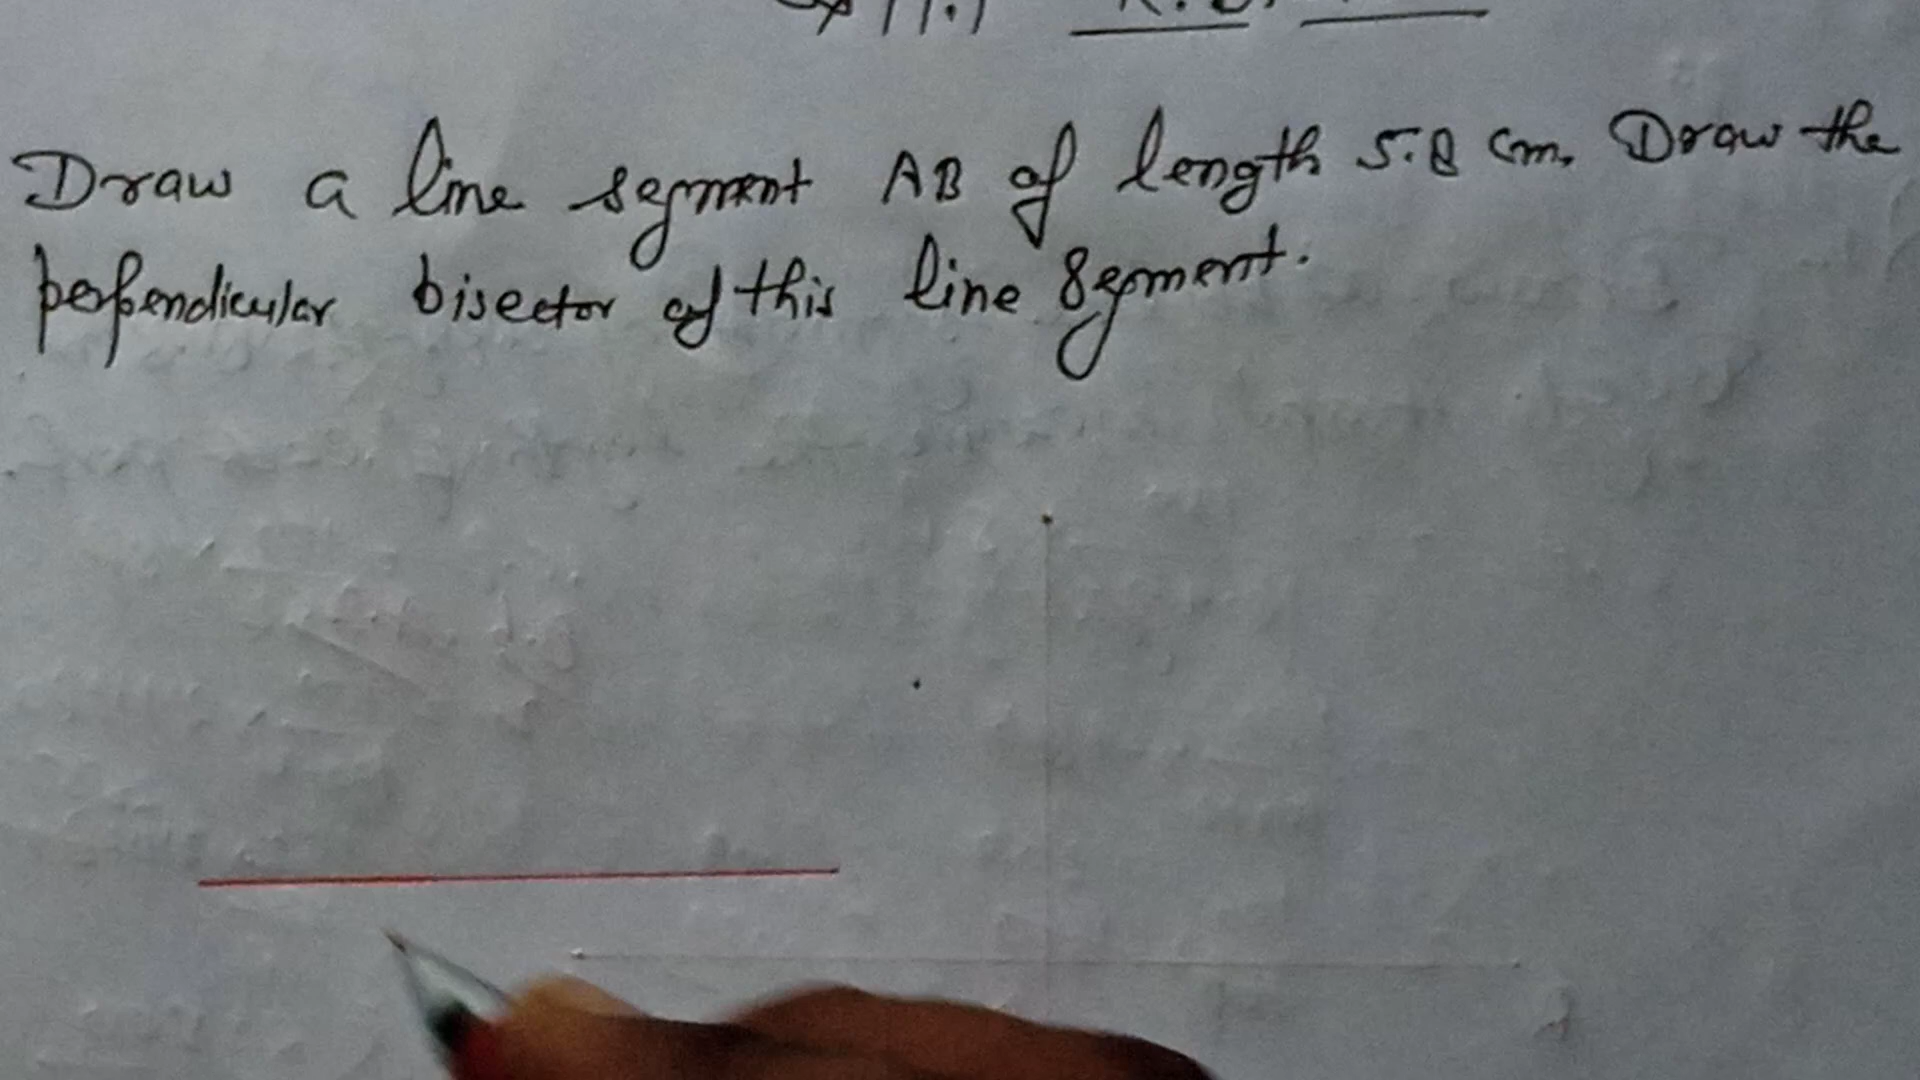 Draw a line segment AB of length 5.8 cm. Draw the
perpendicular bisector of this line segment.